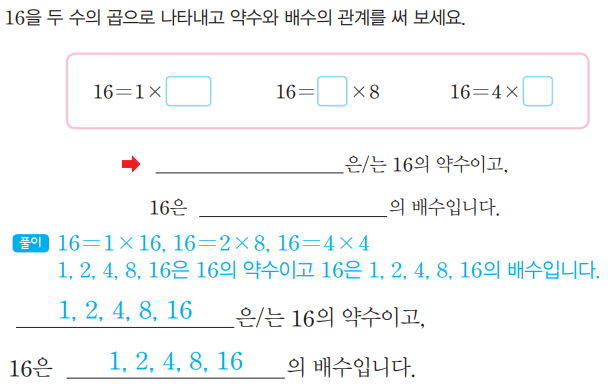 16을 두 수의 곱으로 나타내고 약수와 배수의 관계를 써 보세요.
16=1× 16= ×8 16=4×
은/는 16의 약수이고,
16은 의 배수입니다.
풀이 16=1×16, 16=2×8, 16=4×4
1, 2, 4, 8, 16은 16의 약수이고 16은 1, 2, 4, 8, 16의 배수입니다.
1, 2, 4, 8, 16 은/는 16의 약수이고,
16은 1, 2, 4, 8, 16 의 배수입니다.